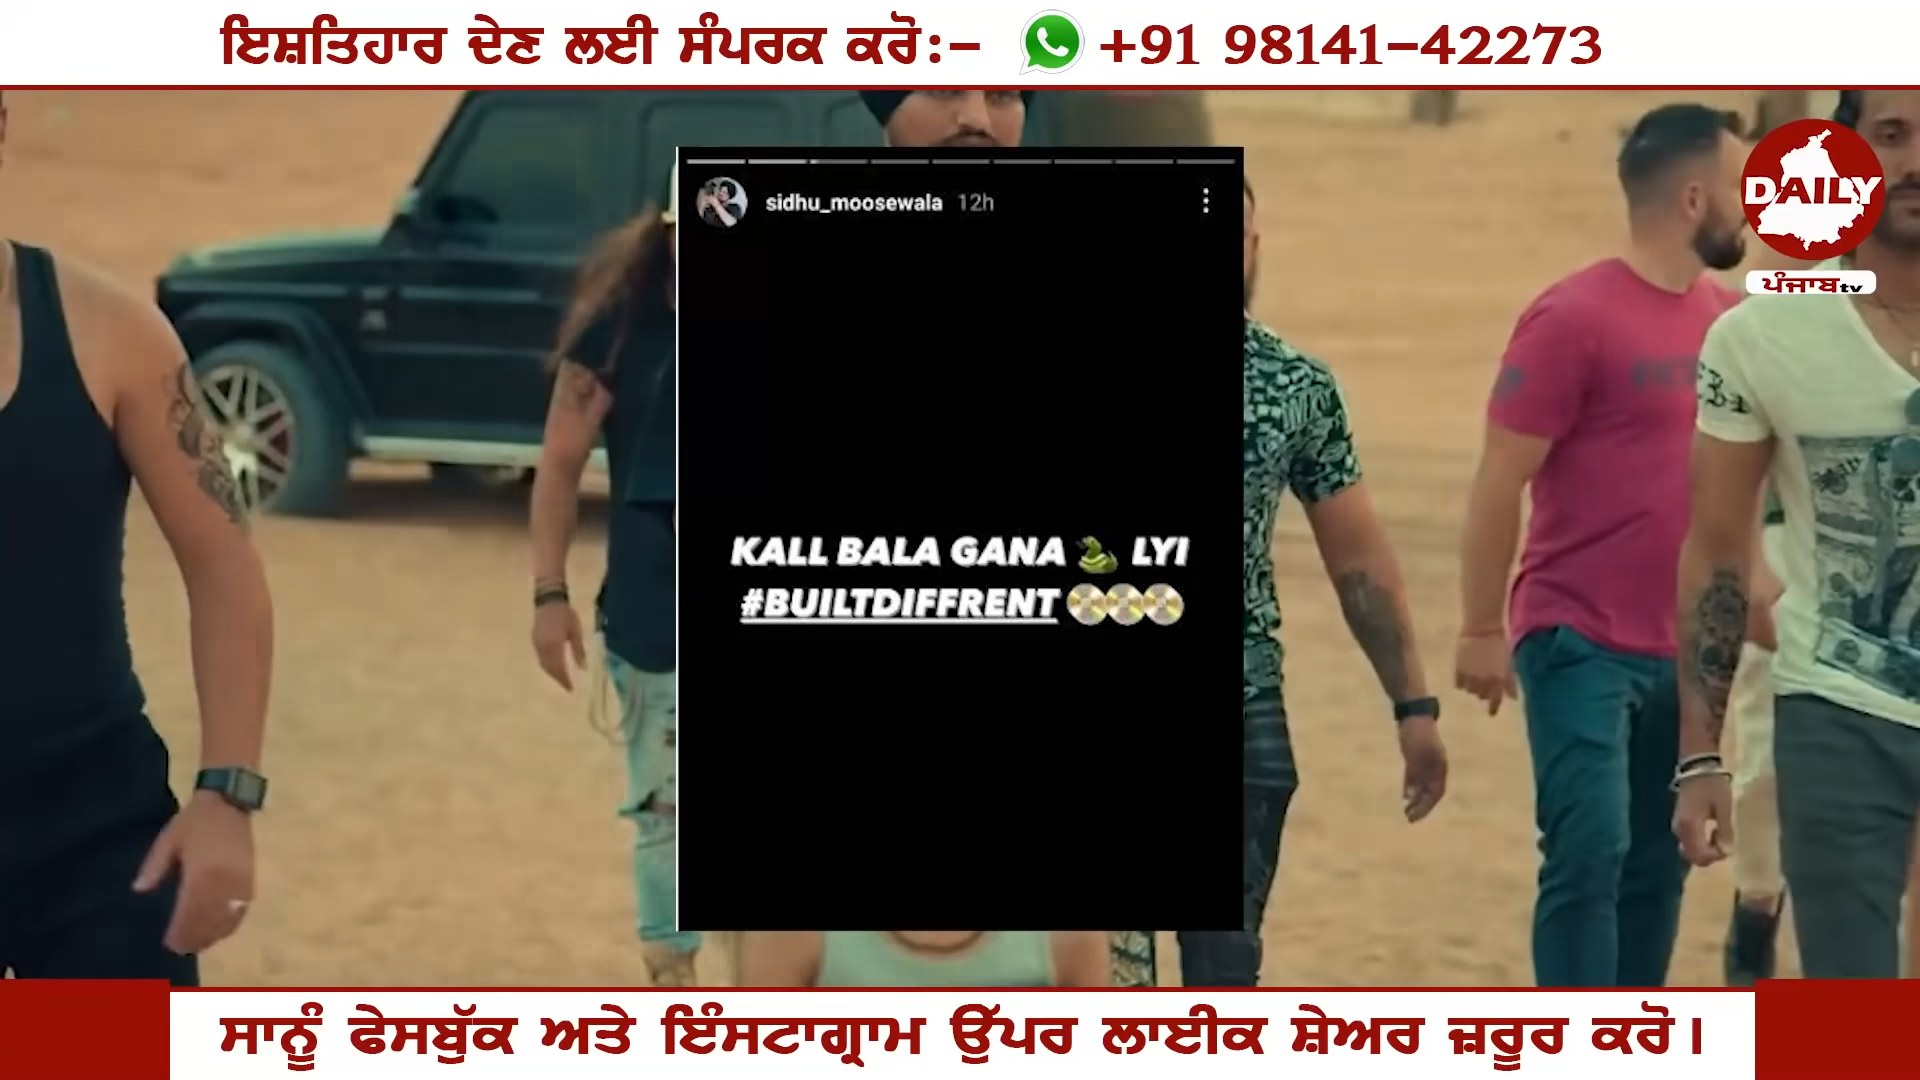 ਇਸ਼ਤਿਹਾਰ ਦੇਣ ਲਈ ਸੰਪਰਕ ਕਰੋ:- +91 98141-42273
DAILY
ਪੰਜਾਬ tv
sidhu_moosewala 12h
KALL BALA GANA 🐍 LYI
#BUILTDIFFRENT 📀📀📀
ਸਾਨੂੰ ਫੇਸਬੁੱਕ ਅਤੇ ਇੰਸਟਾਗ੍ਰਾਮ ਉੱਪਰ ਲਾਈਕ ਸ਼ੇਅਰ ਜ਼ਰੂਰ ਕਰੋ।